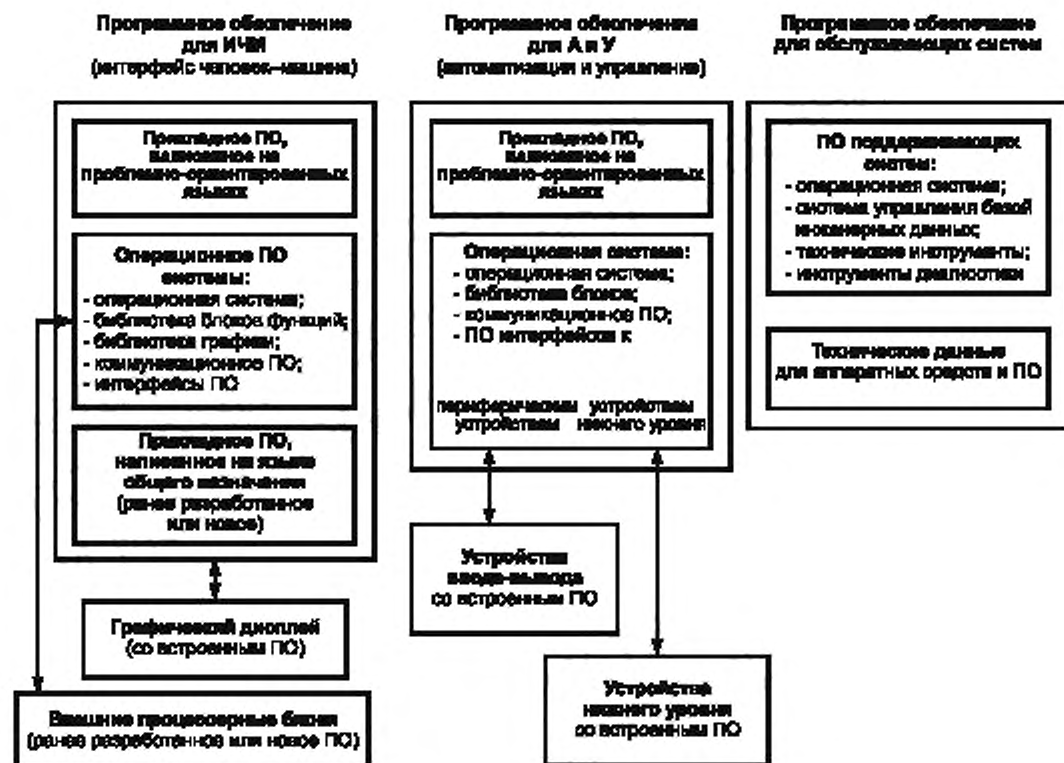 Программное обеспечение
для ИЧМ
(интерфейс человек–машина)
Прикладное ПО,
написанное на
проблемно-ориентированных
языках
Операционное ПО
системы:
- операционная система;
- библиотека блоков функций;
- библиотека графики;
- коммуникационное ПО;
- интерфейсы ПО
Прикладное ПО,
написанное на языке
общего назначения
(ранее разработанное
или новое)
Графический дисплей
(со встроенным ПО)
Внешние процессорные блоки
(ранее разработанное или новое ПО)
Программное обеспечение
для А и У
(автоматизации и управление)
Прикладное ПО,
написанное на
проблемно-ориентированных
языках
Операционная система:
- операционная система;
- библиотека блоков;
- коммуникационное ПО;
- ПО интерфейсов к
периферическим устройствам
устройствам нижнего уровня
Устройства
ввода-вывода
со встроенным ПО
Устройства
нижнего уровня
со встроенным ПО
Программное обеспечение
для обслуживающих систем
ПО поддерживающих
систем:
- операционная система;
- система управления базой
инженерных данных;
- технические инструменты;
- инструменты диагностики
Технические данные
для аппаратных средств и ПО